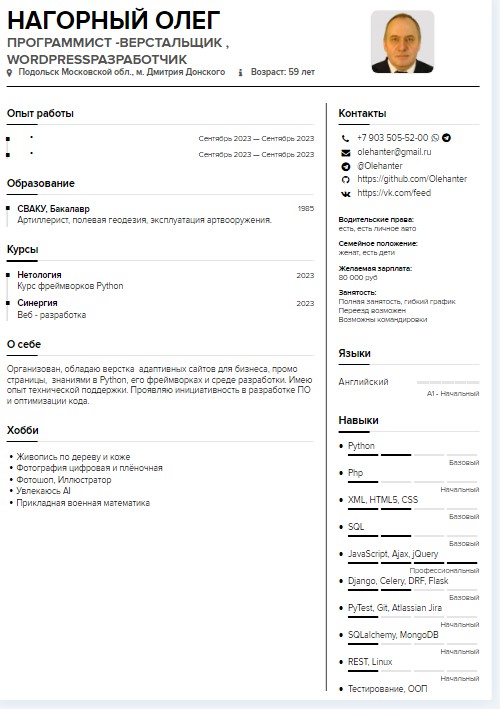 НАГОРНЫЙ ОЛЕГ
ПРОГРАММИСТ -ВЕРСТАЛЬЩИК ,
WORDPRESSРАЗРАБОТЧИК
Подольск Московской обл., м. Дмитрия Донского Возраст: 59 лет
Опыт работы
• Сентябрь 2023 — Сентябрь 2023
• Сентябрь 2023 — Сентябрь 2023
Образование
СВАКУ, Бакалавр 1985
Артиллерист, полевая геодезия, эксплуатация артвооружения.
Курсы
Нетология 2023
Курс фреймворков Python
Синергия 2023
Веб - разработка
О себе
Организован, обладаю верстка адаптивных сайтов для бизнеса, промо
страницы, знаниями в Python, его фреймворках и среде разработки. Имею
опыт технической поддержки. Проявляю инициативность в разработке ПО
и оптимизации кода.
Хобби
• Живопись по дереву и коже
• Фотография цифровая и плёночная
• Фотошоп, Иллюстратор
• Увлекаюсь AI
• Прикладная военная математика
Контакты
+7 903 505-52-00
olehanter@gmail.ru
@Olehanter
https://github.com/Olehanter
https://vk.com/feed
Водительские права:
есть, есть личное авто
Семейное положение:
женат, есть дети
Желаемая зарплата:
80 000 руб
Занятость:
Полная занятость, гибкий график
Переезд возможен
Возможны командировки
Языки
Английский
A1 - Начальный
Навыки
• Python
Базовый
• Php
Начальный
• XML, HTML5, CSS
Базовый
• SQL
Базовый
• JavaScript, Ajax, jQuery
Профессиональный
• Django, Celery, DRF, Flask
Базовый
• PyTest, Git, Atlassian Jira
Начальный
• SQLalchemy, MongoDB
Начальный
• REST, Linux
Начальный
• Тестирование, ООП